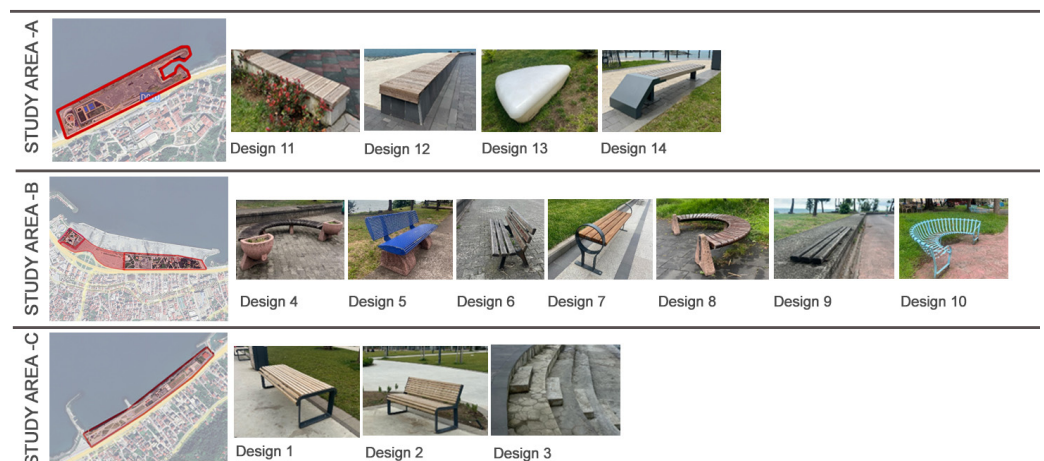 STUDY AREA -A
Design 11
Design 12
Design 13
Design 14
STUDY AREA -B
Design 4
Design 5
Design 6
Design 7
Design 8
Design 9
Design 10
STUDY AREA -C
Design 1
Design 2
Design 3